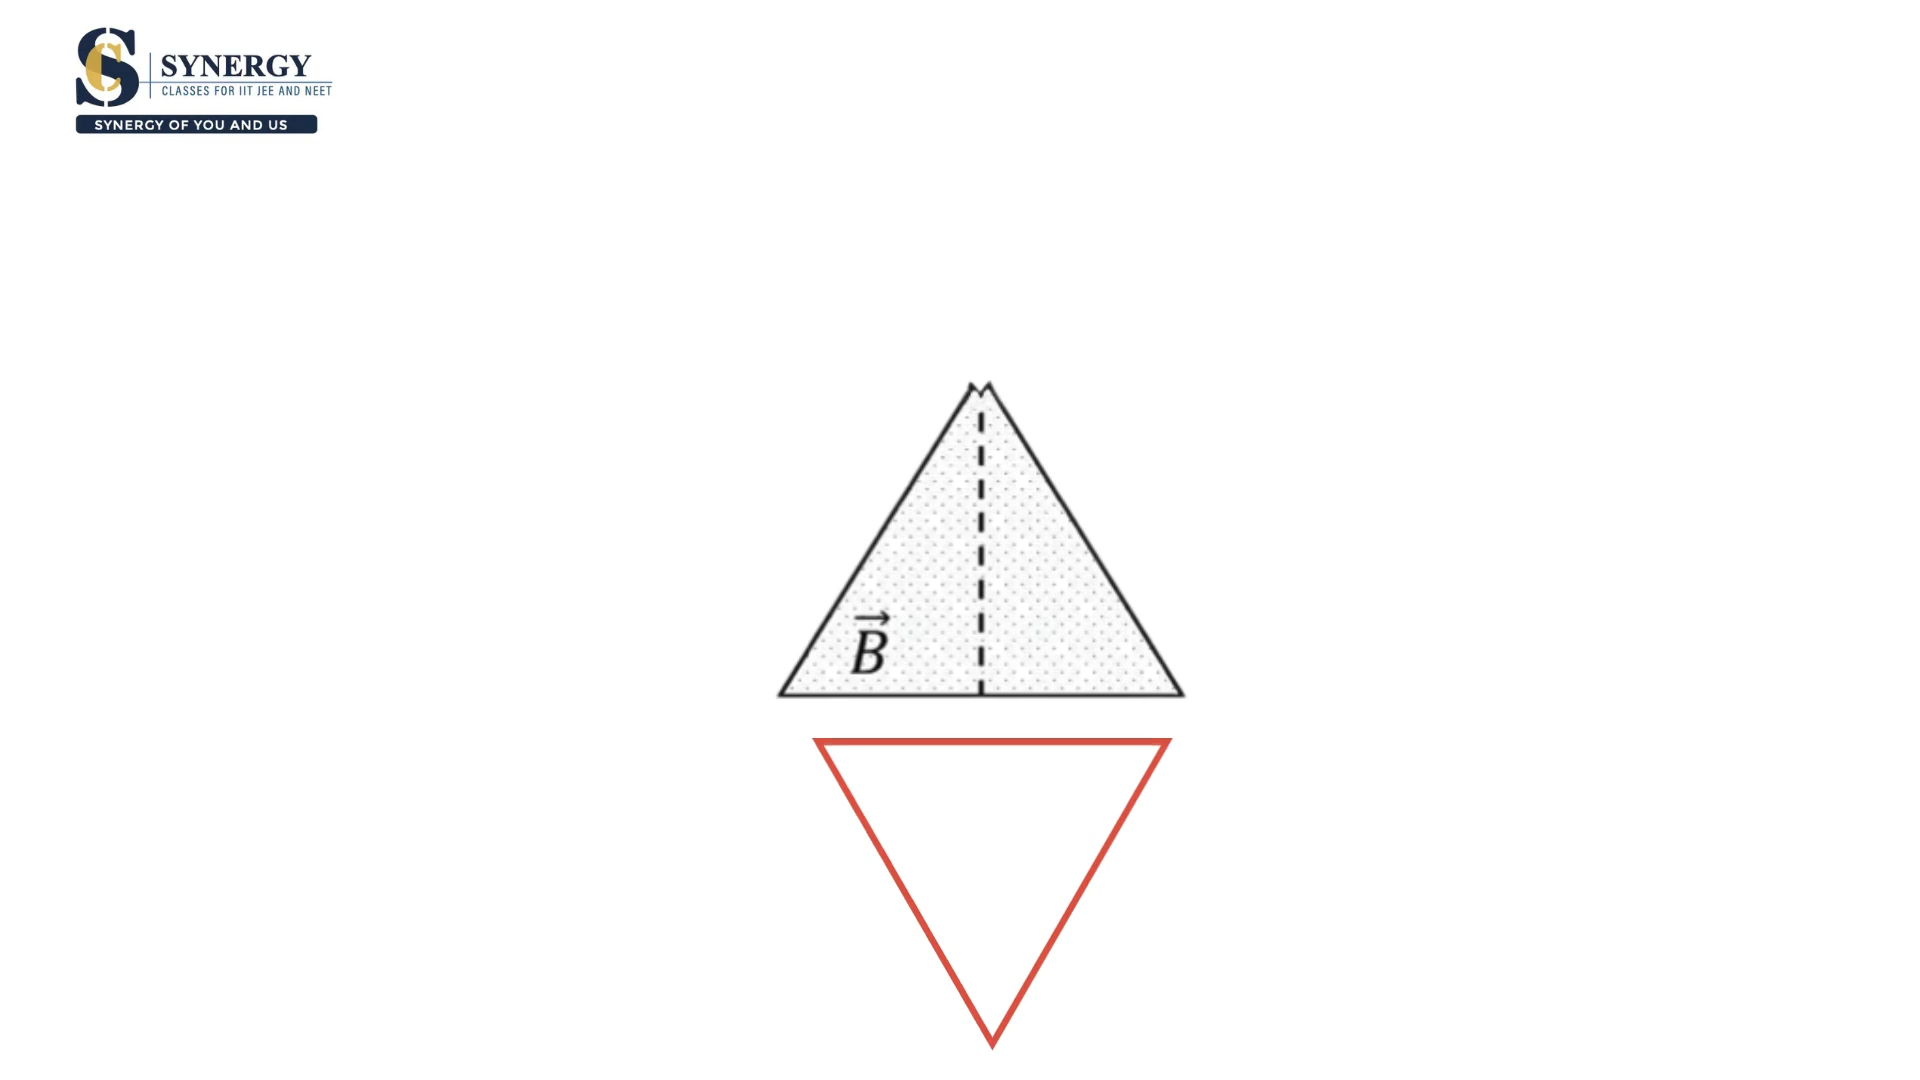 SYNERGY
CLASSES FOR IIT JEE AND NEET
SYNERGY OF YOU AND US
B